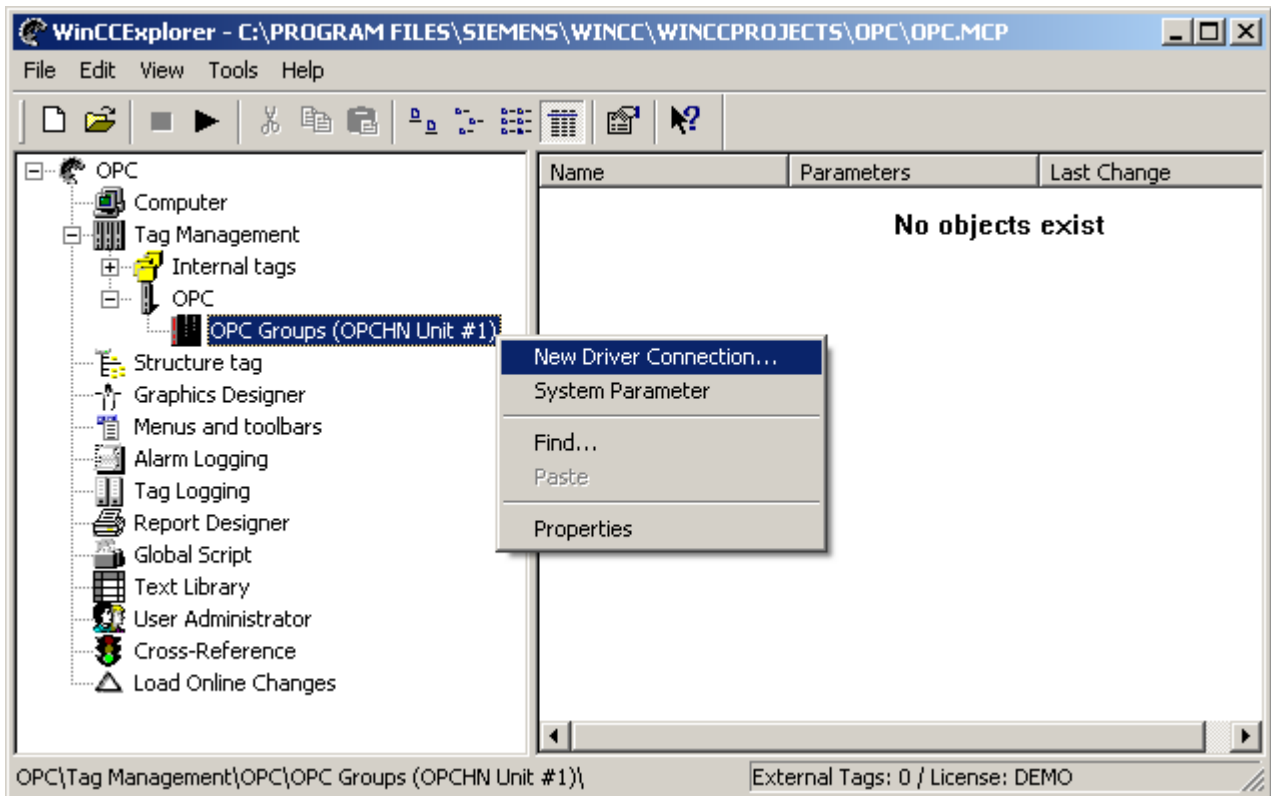 WinCCExplorer - C:\PROGRAM FILES\SIEMENS\WINCC\WINCCPROJECTS\OPC\OPC.MCP
File Edit View Tools Help
OPC
Computer
Tag Management
Internal tags
OPC
OPC Groups (OPCHN Unit #1)
Structure tag
Graphics Designer
Menus and toolbars
Alarm Logging
Tag Logging
Report Designer
Global Script
Text Library
User Administrator
Cross-Reference
Load Online Changes
Name Parameters Last Change
No objects exist
New Driver Connection...
System Parameter
Find...
Paste
Properties
OPC\Tag Management\OPC\OPC Groups (OPCHN Unit #1)\ External Tags: 0 / License: DEMO